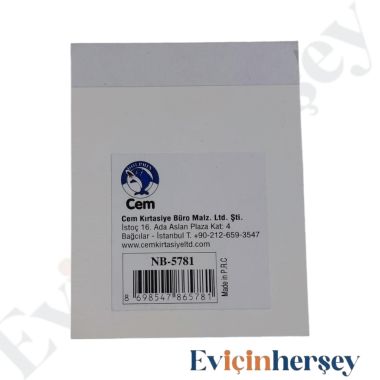 DOLPHIN
Cem
Cem Kırtasiye Büro Malz. Ltd. Şti.
İstoç 16. Ada Aslan Plaza Kat: 4
Bağcılar - İstanbul T. +90-212-659-3547
www.cemkirtasiyeltd.com
NB-5781
8 698547 865781
Made in P.R.C
Eviçinherşey